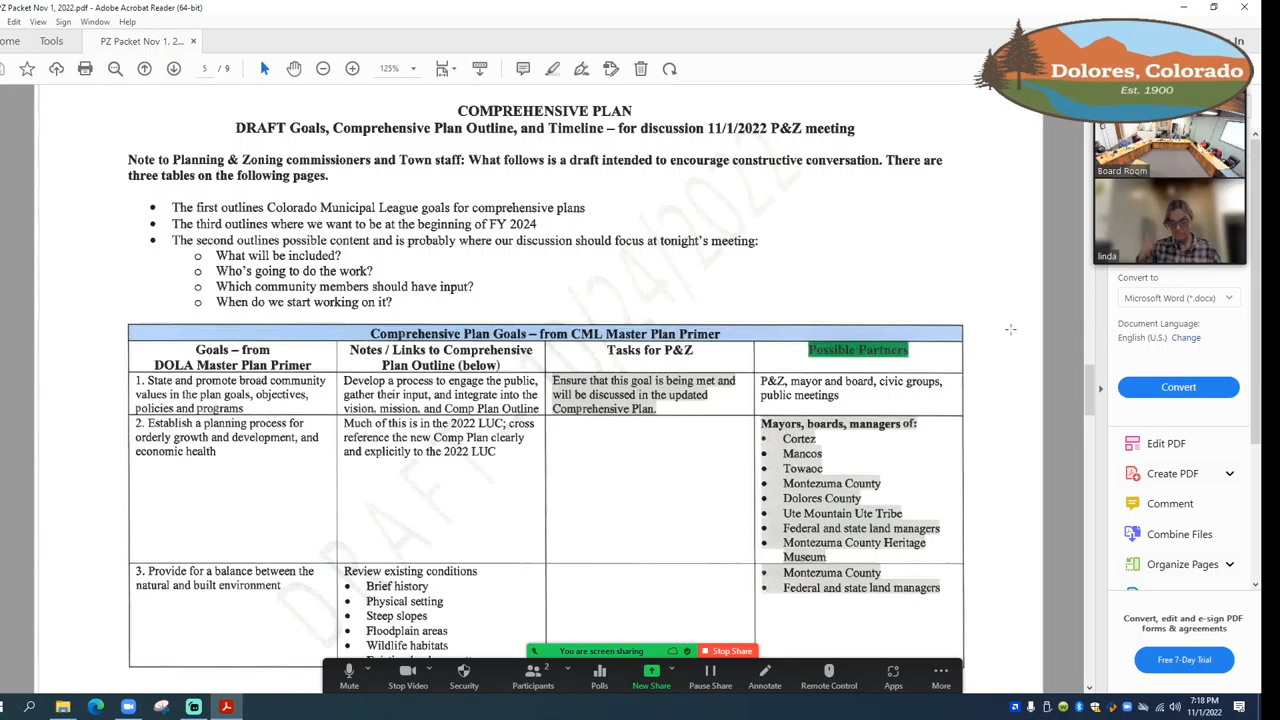 PZ Packet Nov 1, 2022.pdf - Adobe Acrobat Reader (64-bit)
Edit View Sign Window Help
Tools
PZ Packet Nov 1, 2... ×
5 / 9
125%
Dolores, Colorado
Est. 1900
COMPREHENSIVE PLAN
DRAFT Goals, Comprehensive Plan Outline, and Timeline – for discussion 11/1/2022 P&Z meeting
Note to Planning & Zoning commissioners and Town staff: What follows is a draft intended to encourage constructive conversation. There are
three tables on the following pages.
• The first outlines Colorado Municipal League goals for comprehensive plans
• The third outlines where we want to be at the beginning of FY 2024
• The second outlines possible content and is probably where our discussion should focus at tonight's meeting:
o What will be included?
o Who's going to do the work?
o Which community members should have input?
o When do we start working on it?
Comprehensive Plan Goals – from CML Master Plan Primer
Goals – from
DOLA Master Plan Primer
Notes / Links to Comprehensive
Plan Outline (below)
Tasks for P&Z
Possible Partners
1. State and promote broad community
values in the plan goals, objectives,
policies and programs
Develop a process to engage the public,
gather their input, and integrate into the
vision, mission, and Comp Plan Outline
Ensure that this goal is being met and
will be discussed in the updated
Comprehensive Plan.
P&Z, mayor and board, civic groups,
public meetings
2. Establish a planning process for
orderly growth and development, and
economic health
Much of this is in the 2022 LUC; cross
reference the new Comp Plan clearly
and explicitly to the 2022 LUC
Mayors, boards, managers of:
• Cortez
• Mancos
• Towaoc
• Montezuma County
• Dolores County
• Ute Mountain Ute Tribe
• Federal and state land managers
• Montezuma County Heritage
Museum
3. Provide for a balance between the
natural and built environment
Review existing conditions
• Brief history
• Physical setting
• Steep slopes
• Floodplain areas
• Wildlife habitats
• Montezuma County
• Federal and state land managers
DRAFT 10/24/2022
Board Room
linda
Convert to
Microsoft Word (*.docx)
Document Language:
English (U.S.) Change
Convert
Edit PDF
Create PDF
Comment
Combine Files
Organize Pages
Convert, edit and e-sign PDF
forms & agreements
Free 7-Day Trial
You are screen sharing
Stop Share
Mute
Stop Video
Security
Participants
2
Polls
New Share
Pause Share
Annotate
Remote Control
Apps
More
7:18 PM
11/1/2022